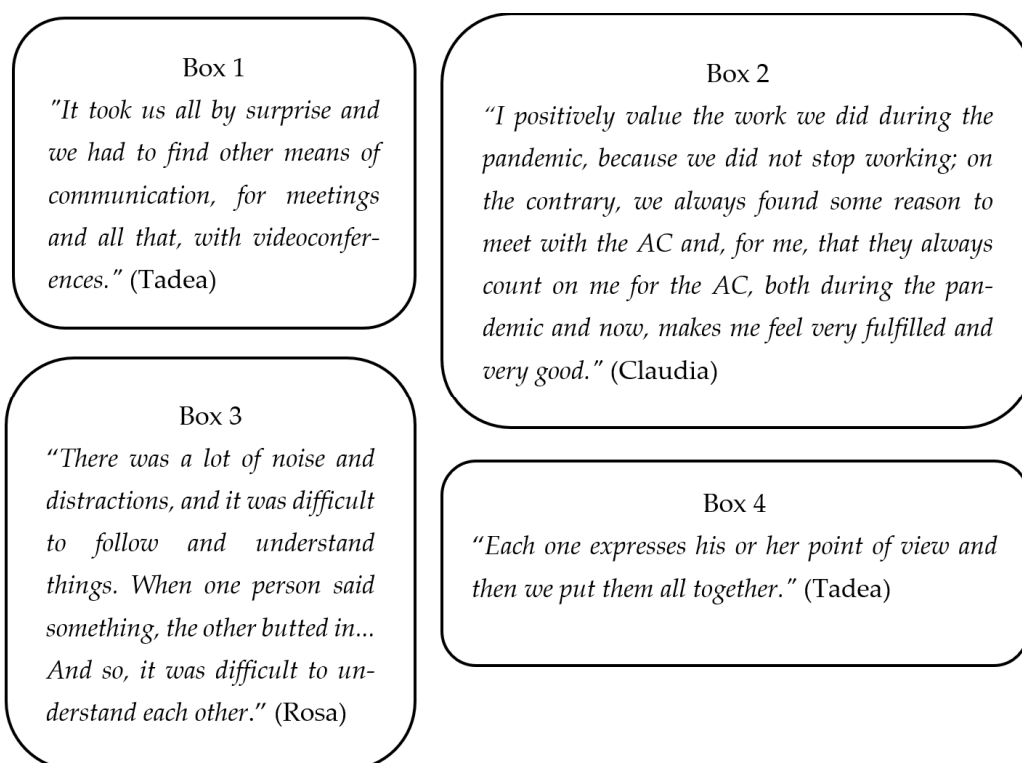 Box 1
"It took us all by surprise and
we had to find other means of
communication, for meetings
and all that, with videoconfer-
ences." (Tadea)
Box 2
“I positively value the work we did during the
pandemic, because we did not stop working; on
the contrary, we always found some reason to
meet with the AC and, for me, that they always
count on me for the AC, both during the pan-
demic and now, makes me feel very fulfilled and
very good.” (Claudia)
Box 3
“There was a lot of noise and
distractions, and it was difficult
to follow and understand
things. When one person said
something, the other butted in...
And so, it was difficult to un-
derstand each other.” (Rosa)
Box 4
“Each one expresses his or her point of view and
then we put them all together.” (Tadea)